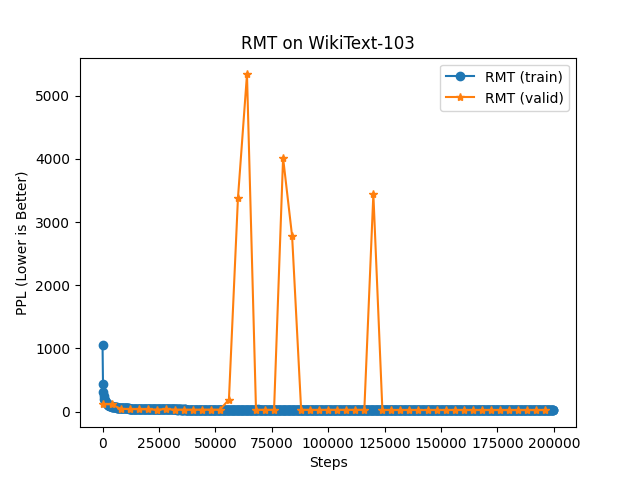 RMT on WikiText-103
RMT (train)
RMT (valid)
PPL (Lower is Better)
5000
4000
3000
2000
1000
0
0 25000 50000 75000 100000 125000 150000 175000 200000
Steps